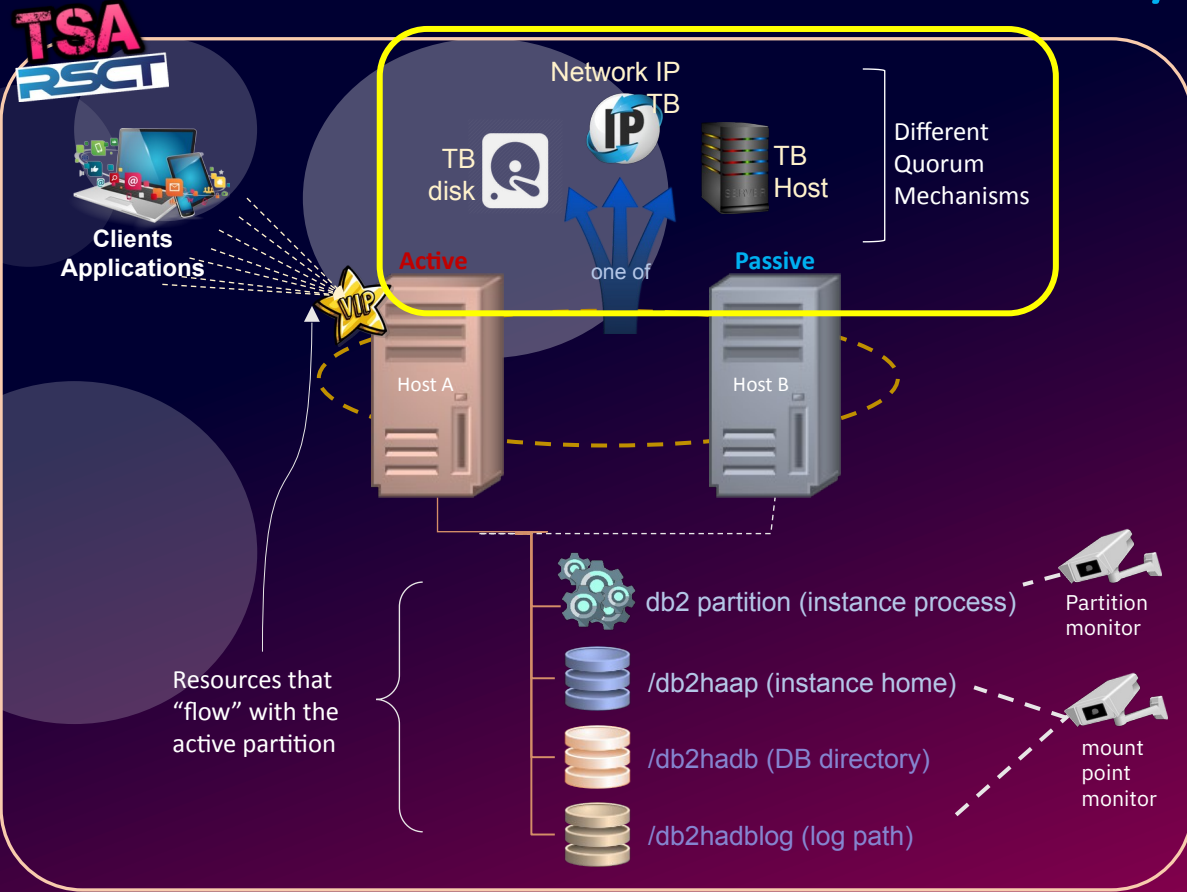 TSA
RSCT
Network IP
TB
IP
TB
disk
TB
Host
SERVER
Different
Quorum
Mechanisms
Clients
Applications
VIP
Active
one of
Passive
Host A
Host B
db2 partition (instance process)
Partition
monitor
/db2haap (instance home)
Resources that
“flow” with the
active partition
/db2hadb (DB directory)
mount
point
monitor
/db2hadblog (log path)